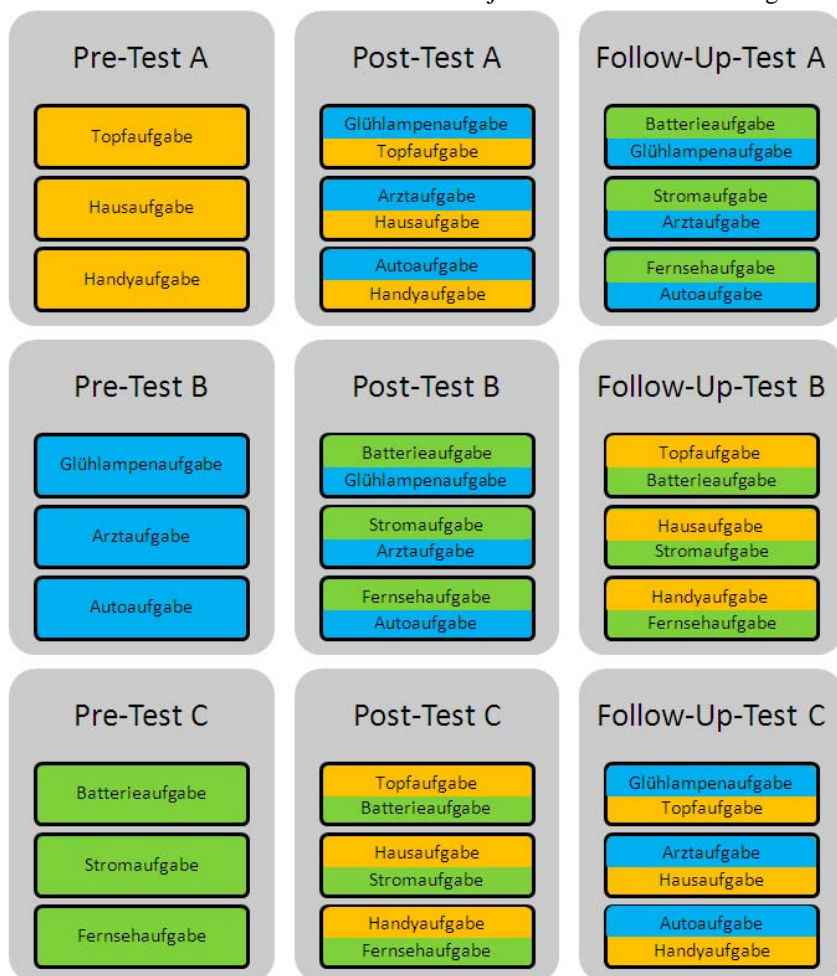 Pre-Test A
Topfaufgabe
Hausaufgabe
Handyaufgabe
Post-Test A
Glühlampenaufgabe
Topfaufgabe
Arztaufgabe
Hausaufgabe
Autoaufgabe
Handyaufgabe
Follow-Up-Test A
Batterieaufgabe
Glühlampenaufgabe
Stromaufgabe
Arztaufgabe
Fernsehaufgabe
Autoaufgabe
Pre-Test B
Glühlampenaufgabe
Arztaufgabe
Autoaufgabe
Post-Test B
Batterieaufgabe
Glühlampenaufgabe
Stromaufgabe
Arztaufgabe
Fernsehaufgabe
Autoaufgabe
Follow-Up-Test B
Topfaufgabe
Batterieaufgabe
Hausaufgabe
Stromaufgabe
Handyaufgabe
Fernsehaufgabe
Pre-Test C
Batterieaufgabe
Stromaufgabe
Fernsehaufgabe
Post-Test C
Topfaufgabe
Batterieaufgabe
Hausaufgabe
Stromaufgabe
Handyaufgabe
Fernsehaufgabe
Follow-Up-Test C
Glühlampenaufgabe
Topfaufgabe
Arztaufgabe
Hausaufgabe
Autoaufgabe
Handyaufgabe